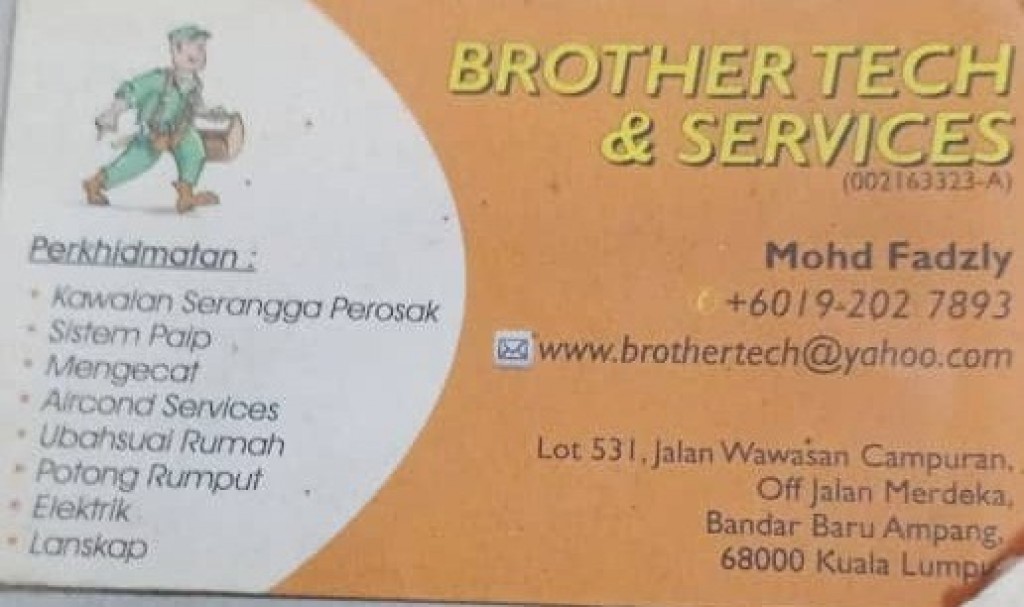 BROTHER TECH
& SERVICES
(002163323-A)
Perkhidmatan :
• Kawalan Serangga Perosak
• Sistem Paip
• Mengecat
• Aircond Services
• Ubahsuai Rumah
• Potong Rumput
• Elektrik
• Lanskap
Mohd Fadzly
+6019-202 7893
www.brothertech@yahoo.com
Lot 531, Jalan Wawasan Campuran,
Off Jalan Merdeka,
Bandar Baru Ampang,
68000 Kuala